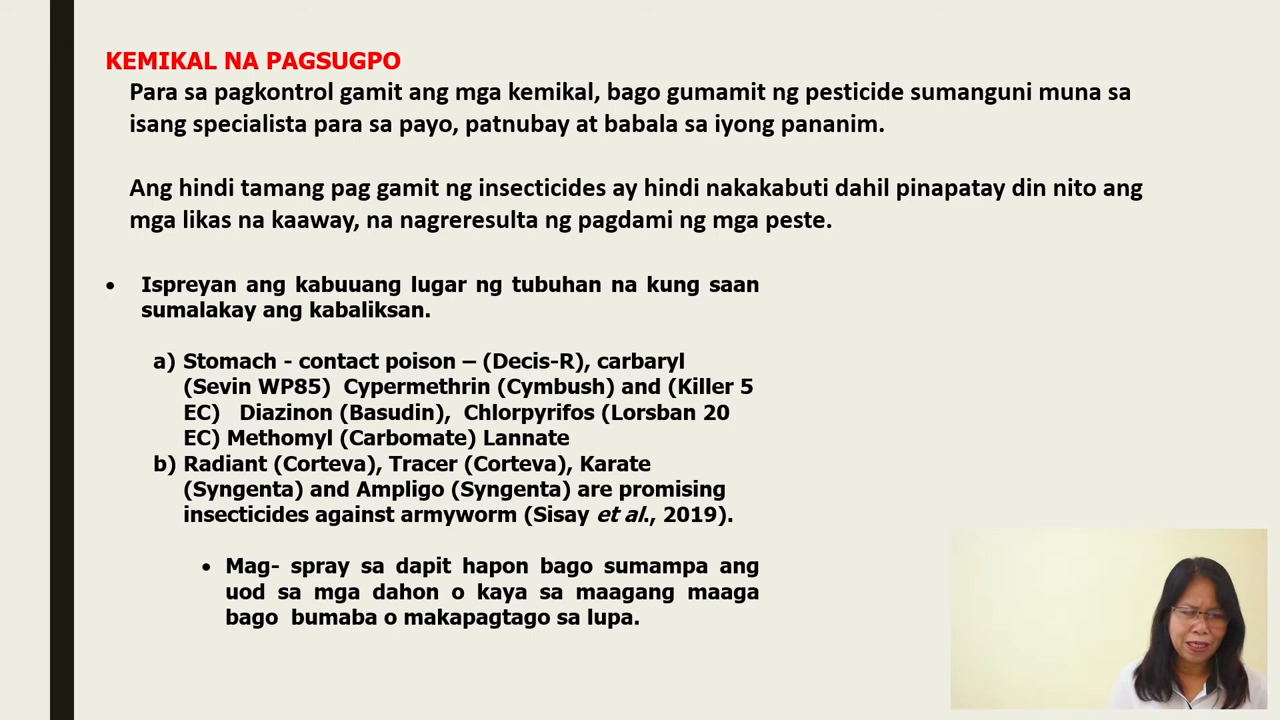 KEMIKAL NA PAGSUGPO
Para sa pagkontrol gamit ang mga kemikal, bago gumamit ng pesticide sumanguni muna sa
isang specialista para sa payo, patnubay at babala sa iyong pananim.
Ang hindi tamang pag gamit ng insecticides ay hindi nakakabuti dahil pinapatay din nito ang
mga likas na kaaway, na nagreresulta ng pagdami ng mga peste.
• Ispreyan ang kabuuang lugar ng tubuhan na kung saan
sumalakay ang kabaliksan.
a) Stomach - contact poison – (Decis-R), carbaryl
(Sevin WP85) Cypermethrin (Cymbush) and (Killer 5
EC) Diazinon (Basudin), Chlorpyrifos (Lorsban 20
EC) Methomyl (Carbomate) Lannate
b) Radiant (Corteva), Tracer (Corteva), Karate
(Syngenta) and Ampligo (Syngenta) are promising
insecticides against armyworm (Sisay et al., 2019).
• Mag- spray sa dapit hapon bago sumampa ang
uod sa mga dahon o kaya sa maagang maaga
bago bumaba o makapagtago sa lupa.